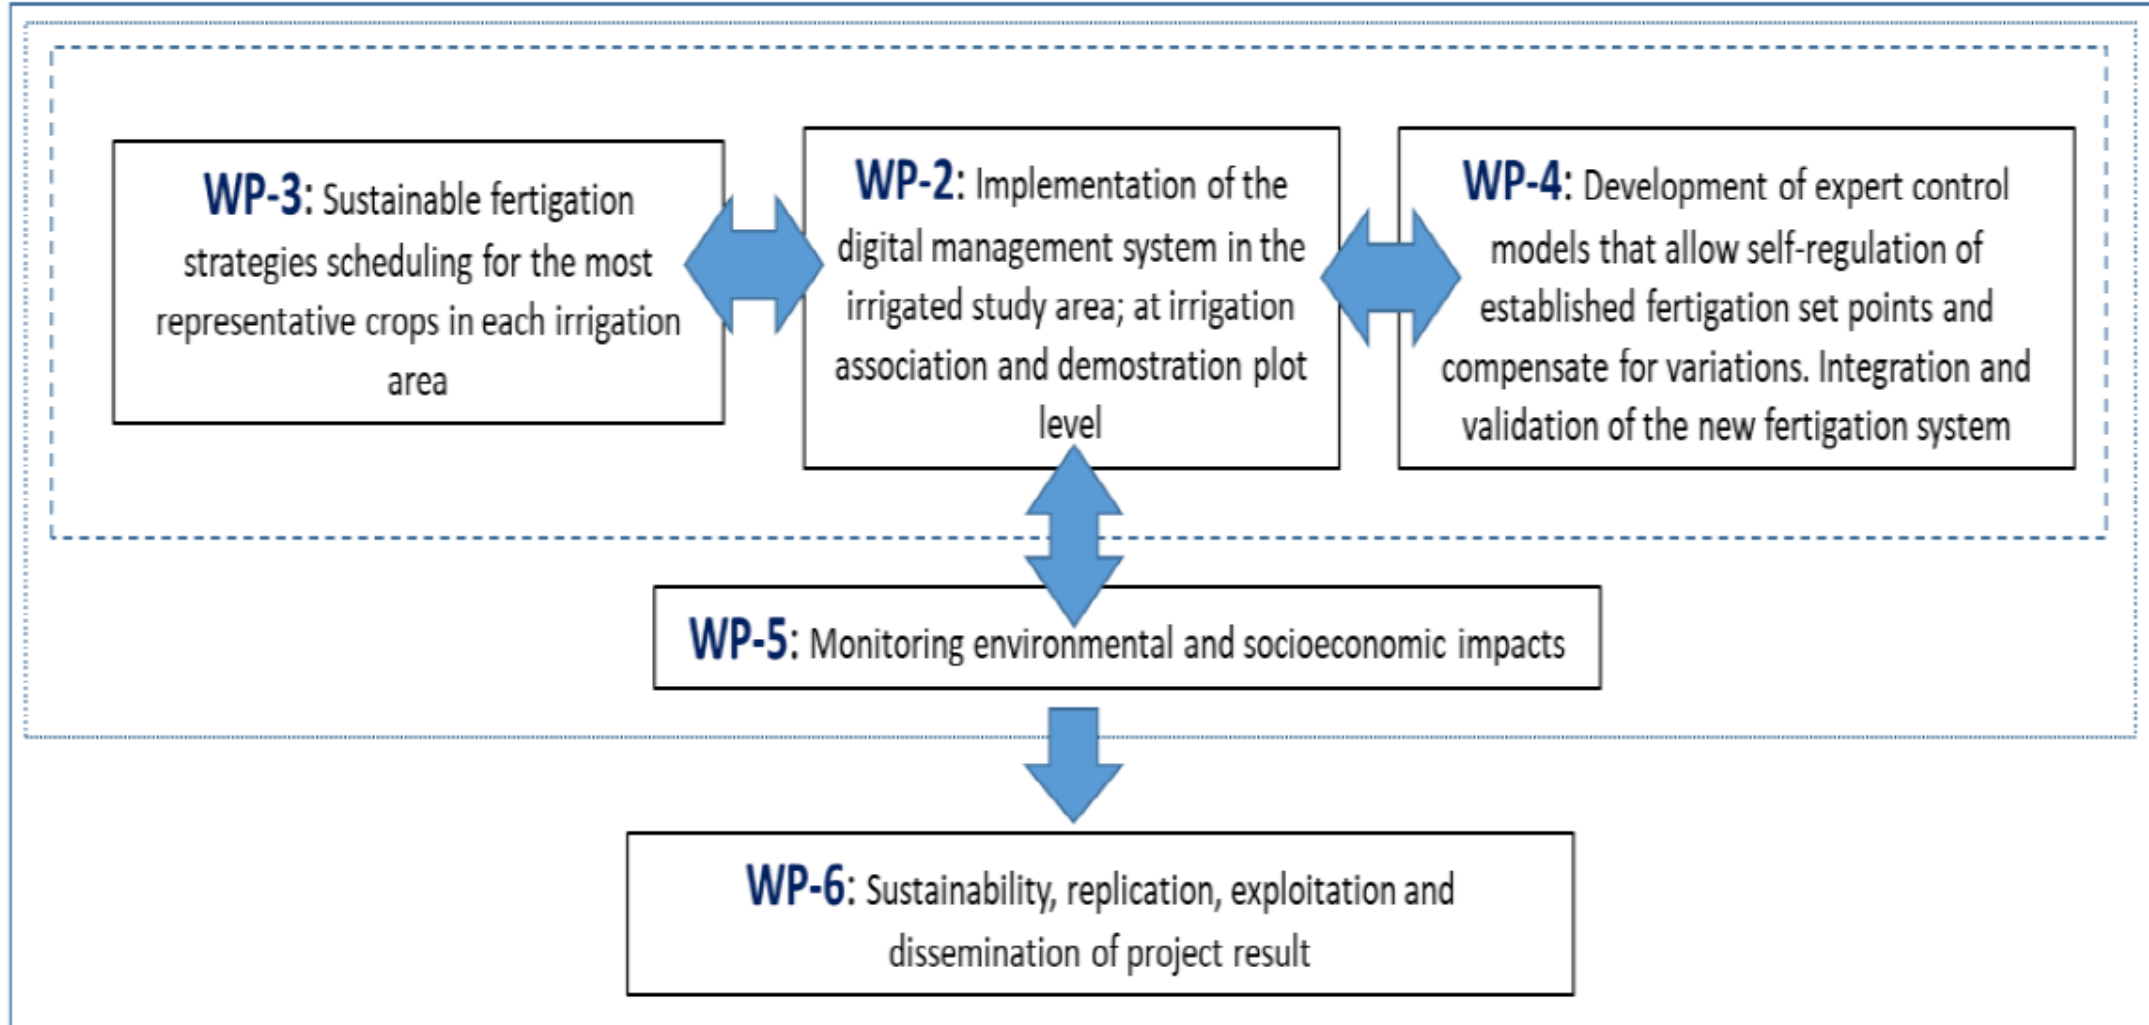 WP-3: Sustainable fertigation
strategies scheduling for the most
representative crops in each irrigation
area
WP-2: Implementation of the
digital management system in the
irrigated study area; at irrigation
association and demostration plot
level
WP-4: Development of expert control
models that allow self-regulation of
established fertigation set points and
compensate for variations. Integration and
validation of the new fertigation system
WP-5: Monitoring environmental and socioeconomic impacts
WP-6: Sustainability, replication, exploitation and
dissemination of project result